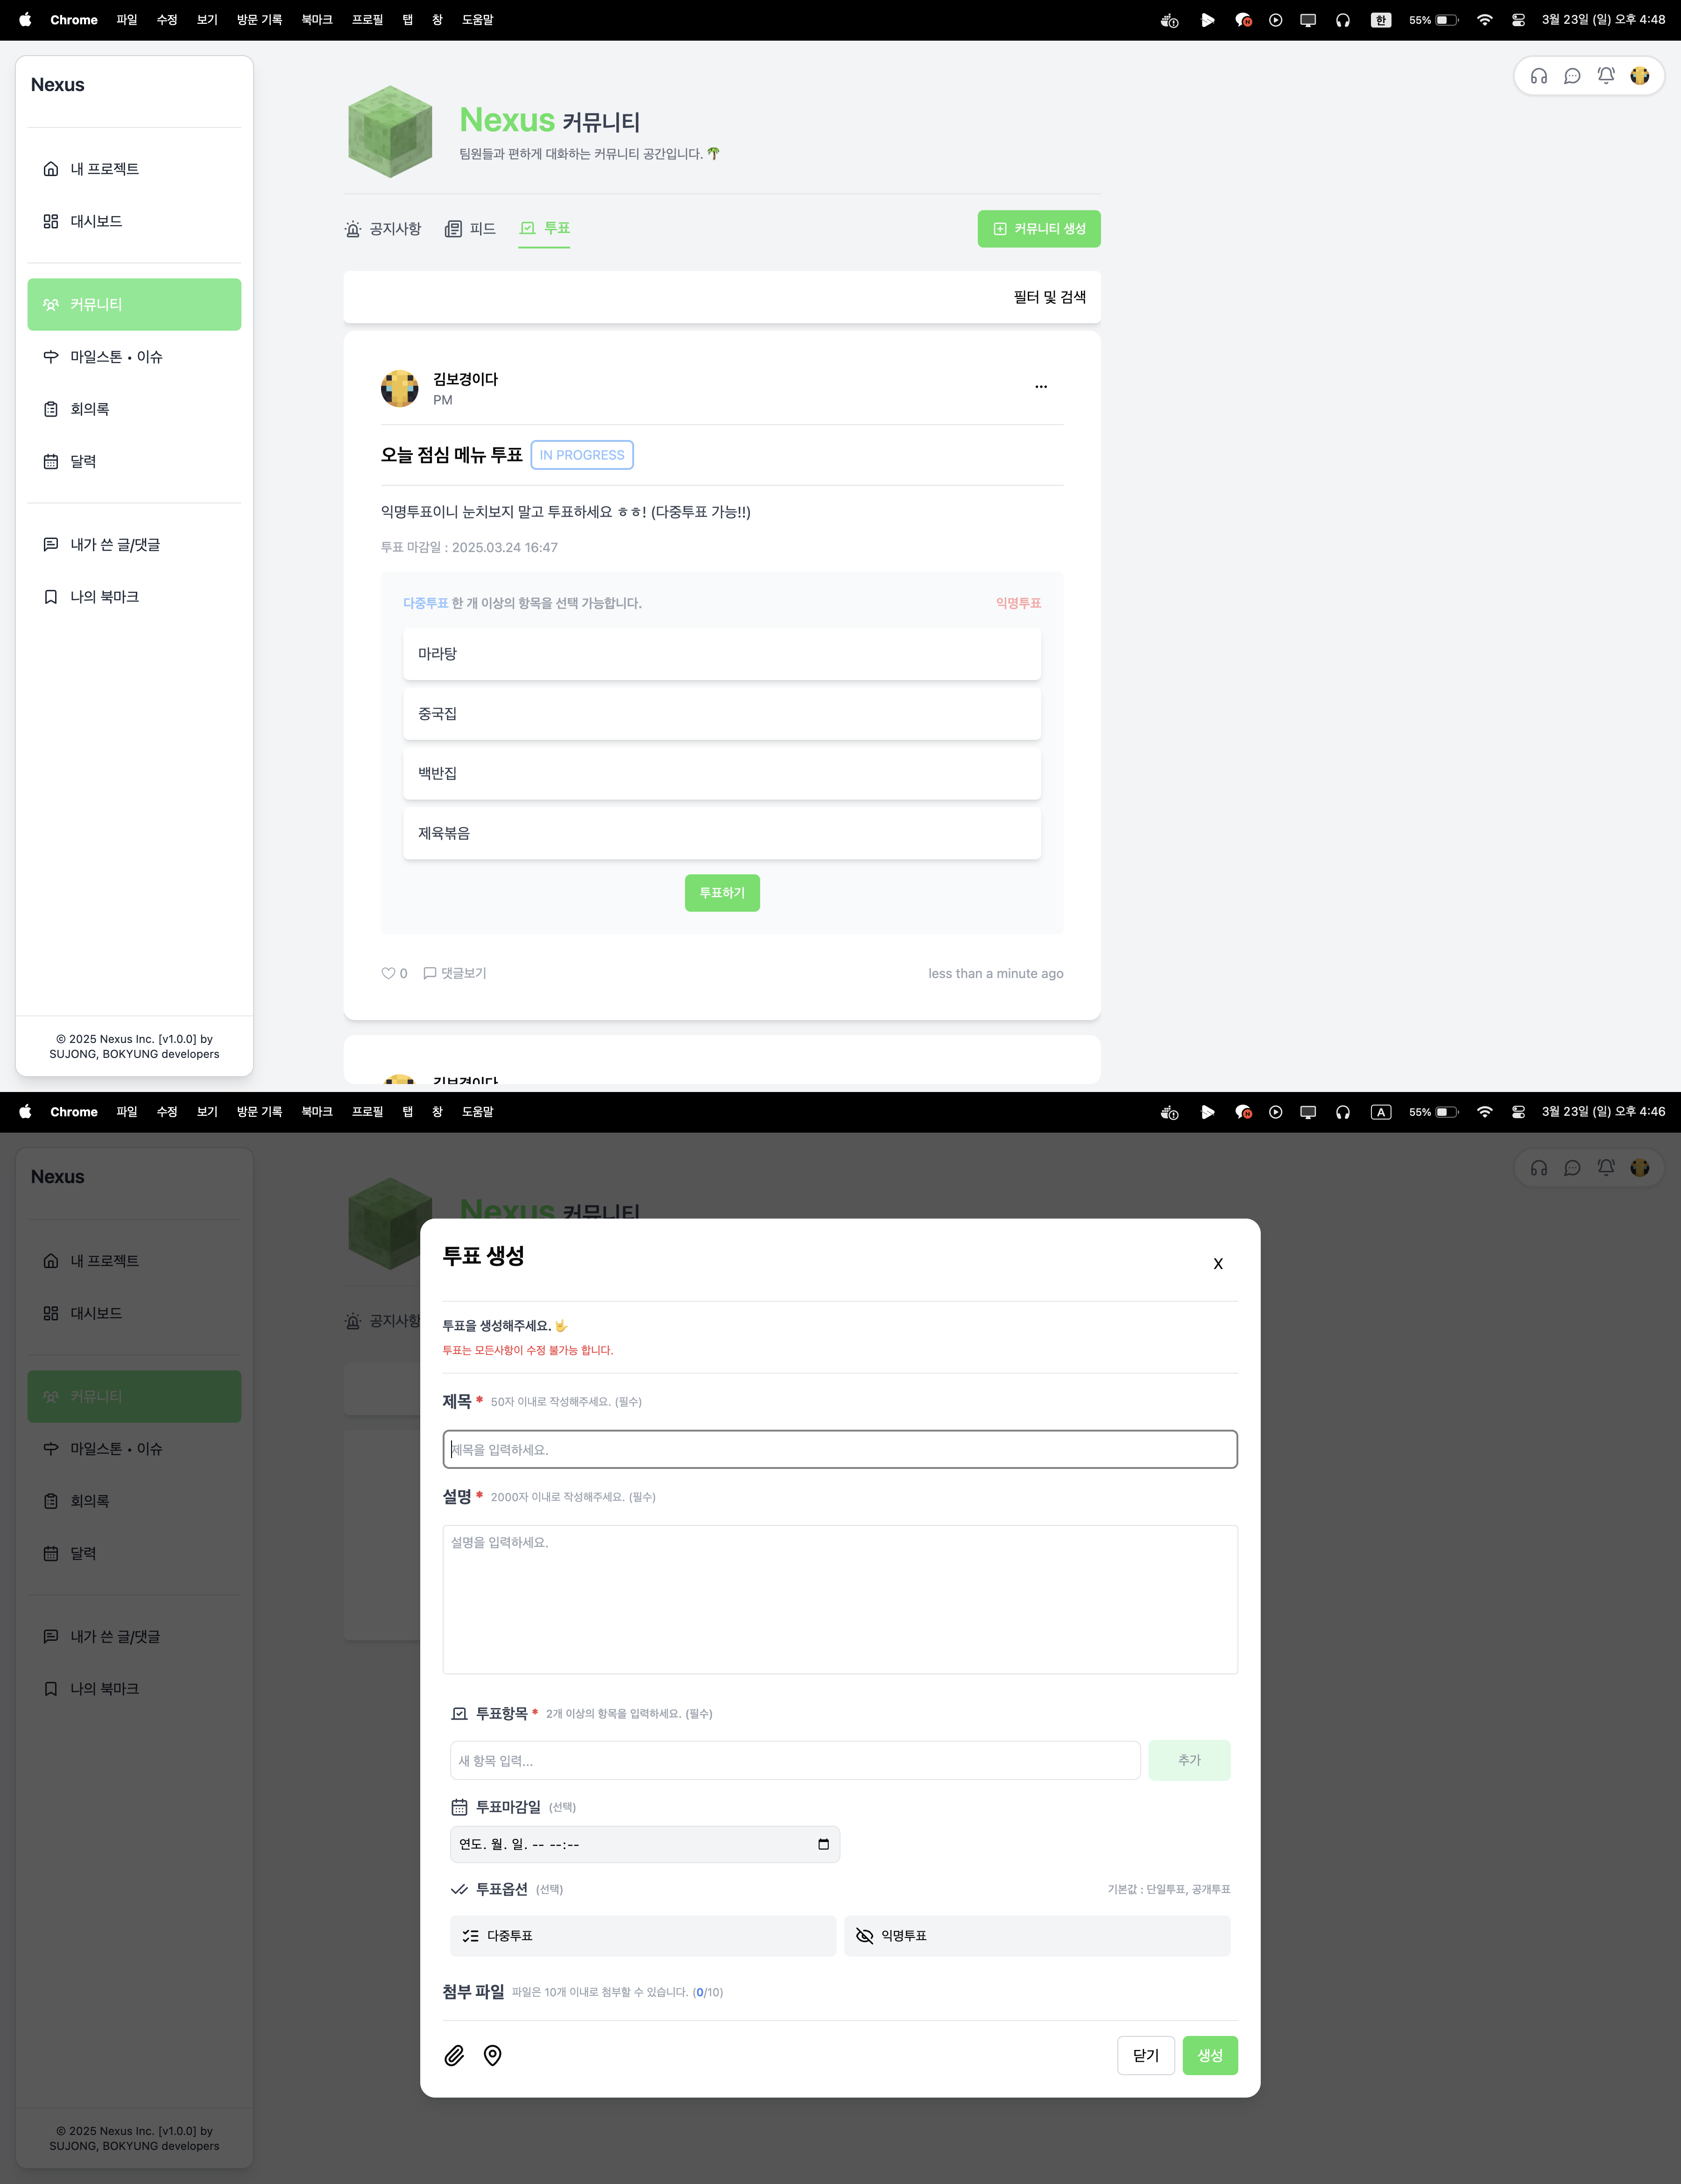 Chrome 파일 수정 보기 방문 기록 북마크 프로필 탭 창 도움말 한 55% 3월 23일 (일) 오후 4:48
Nexus
내 프로젝트
대시보드
커뮤니티
마일스톤 • 이슈
회의록
달력
내가 쓴 글/댓글
나의 북마크
© 2025 Nexus Inc. [v1.0.0] by
SUJONG, BOKYUNG developers
Nexus 커뮤니티
팀원들과 편하게 대화하는 커뮤니티 공간입니다. 🌴
공지사항 피드 투표 커뮤니티 생성
필터 및 검색
김보경이다
PM
오늘 점심 메뉴 투표 IN PROGRESS
익명투표이니 눈치보지 말고 투표하세요 ㅎㅎ! (다중투표 가능!!)
투표 마감일 : 2025.03.24 16:47
다중투표 한 개 이상의 항목을 선택 가능합니다. 익명투표
마라탕
중국집
백반집
제육볶음
투표하기
0 댓글보기 less than a minute ago
김보경이다
Chrome 파일 수정 보기 방문 기록 북마크 프로필 탭 창 도움말 A 55% 3월 23일 (일) 오후 4:46
Nexus
내 프로젝트
대시보드
커뮤니티
마일스톤 • 이슈
회의록
달력
내가 쓴 글/댓글
나의 북마크
© 2025 Nexus Inc. [v1.0.0] by
SUJONG, BOKYUNG developers
Nexus 커뮤니티
공지사항
투표 생성 X
투표을 생성해주세요. 🤟
투표는 모든사항이 수정 불가능 합니다.
제목 * 50자 이내로 작성해주세요. (필수)
제목을 입력하세요.
설명 * 2000자 이내로 작성해주세요. (필수)
설명을 입력하세요.
투표항목 * 2개 이상의 항목을 입력하세요. (필수)
새 항목 입력... 추가
투표마감일 (선택)
연도. 월. 일. -- --:--
투표옵션 (선택) 기본값 : 단일투표, 공개투표
다중투표 익명투표
첨부 파일 파일은 10개 이내로 첨부할 수 있습니다. (0/10)
닫기 생성